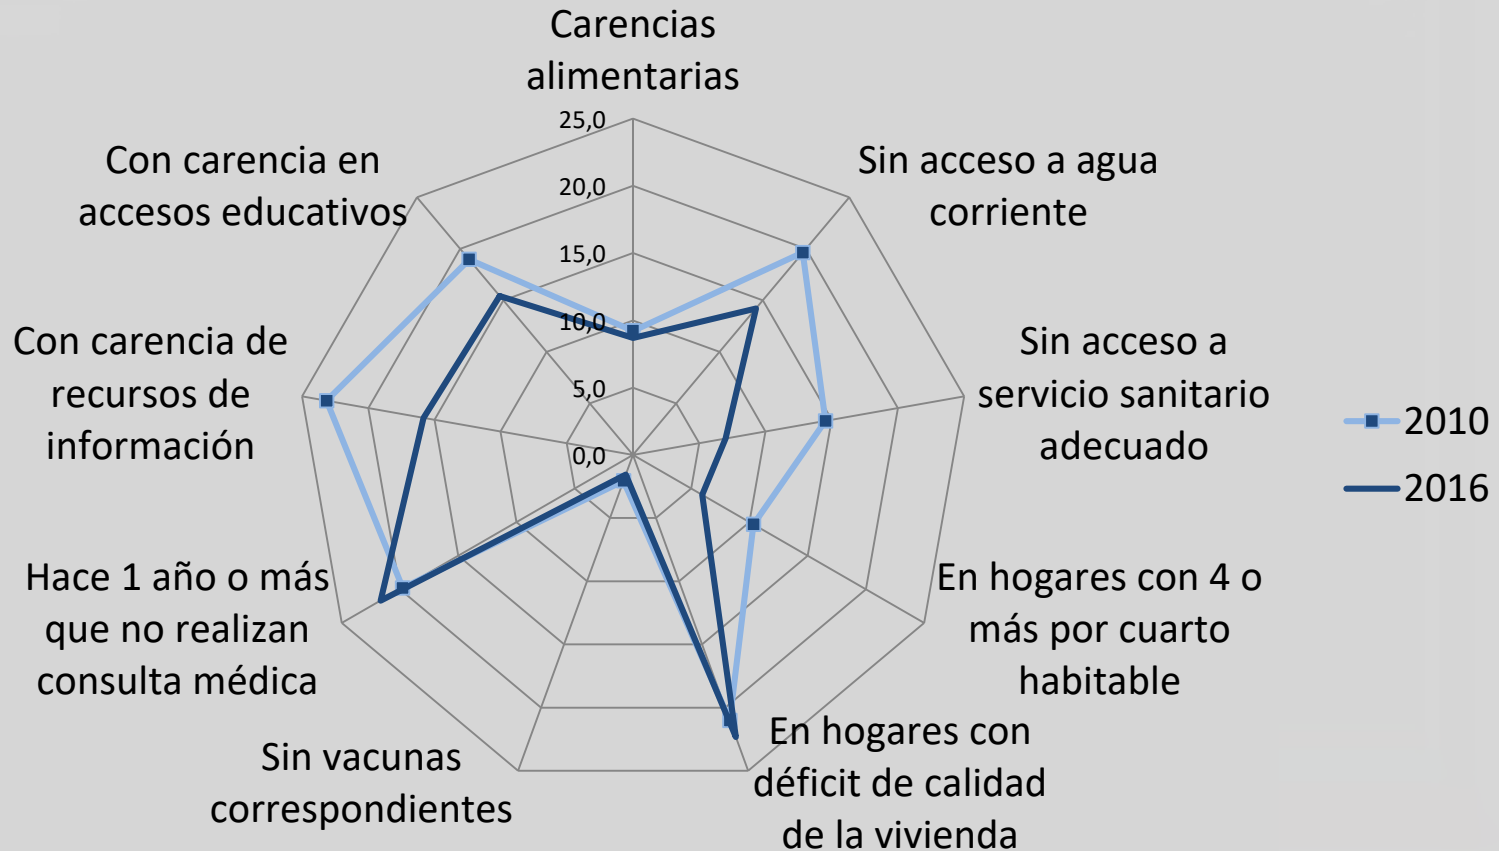 Carencias
alimentarias
25,0
20,0
15,0
10,0
5,0
0,0
Sin acceso a agua
corriente
Sin acceso a
servicio sanitario
adecuado
En hogares con 4 o
más por cuarto
habitable
En hogares con
déficit de calidad
de la vivienda
Sin vacunas
correspondientes
Hace 1 año o más
que no realizan
consulta médica
Con carencia de
recursos de
información
Con carencia en
accesos educativos
2010
2016